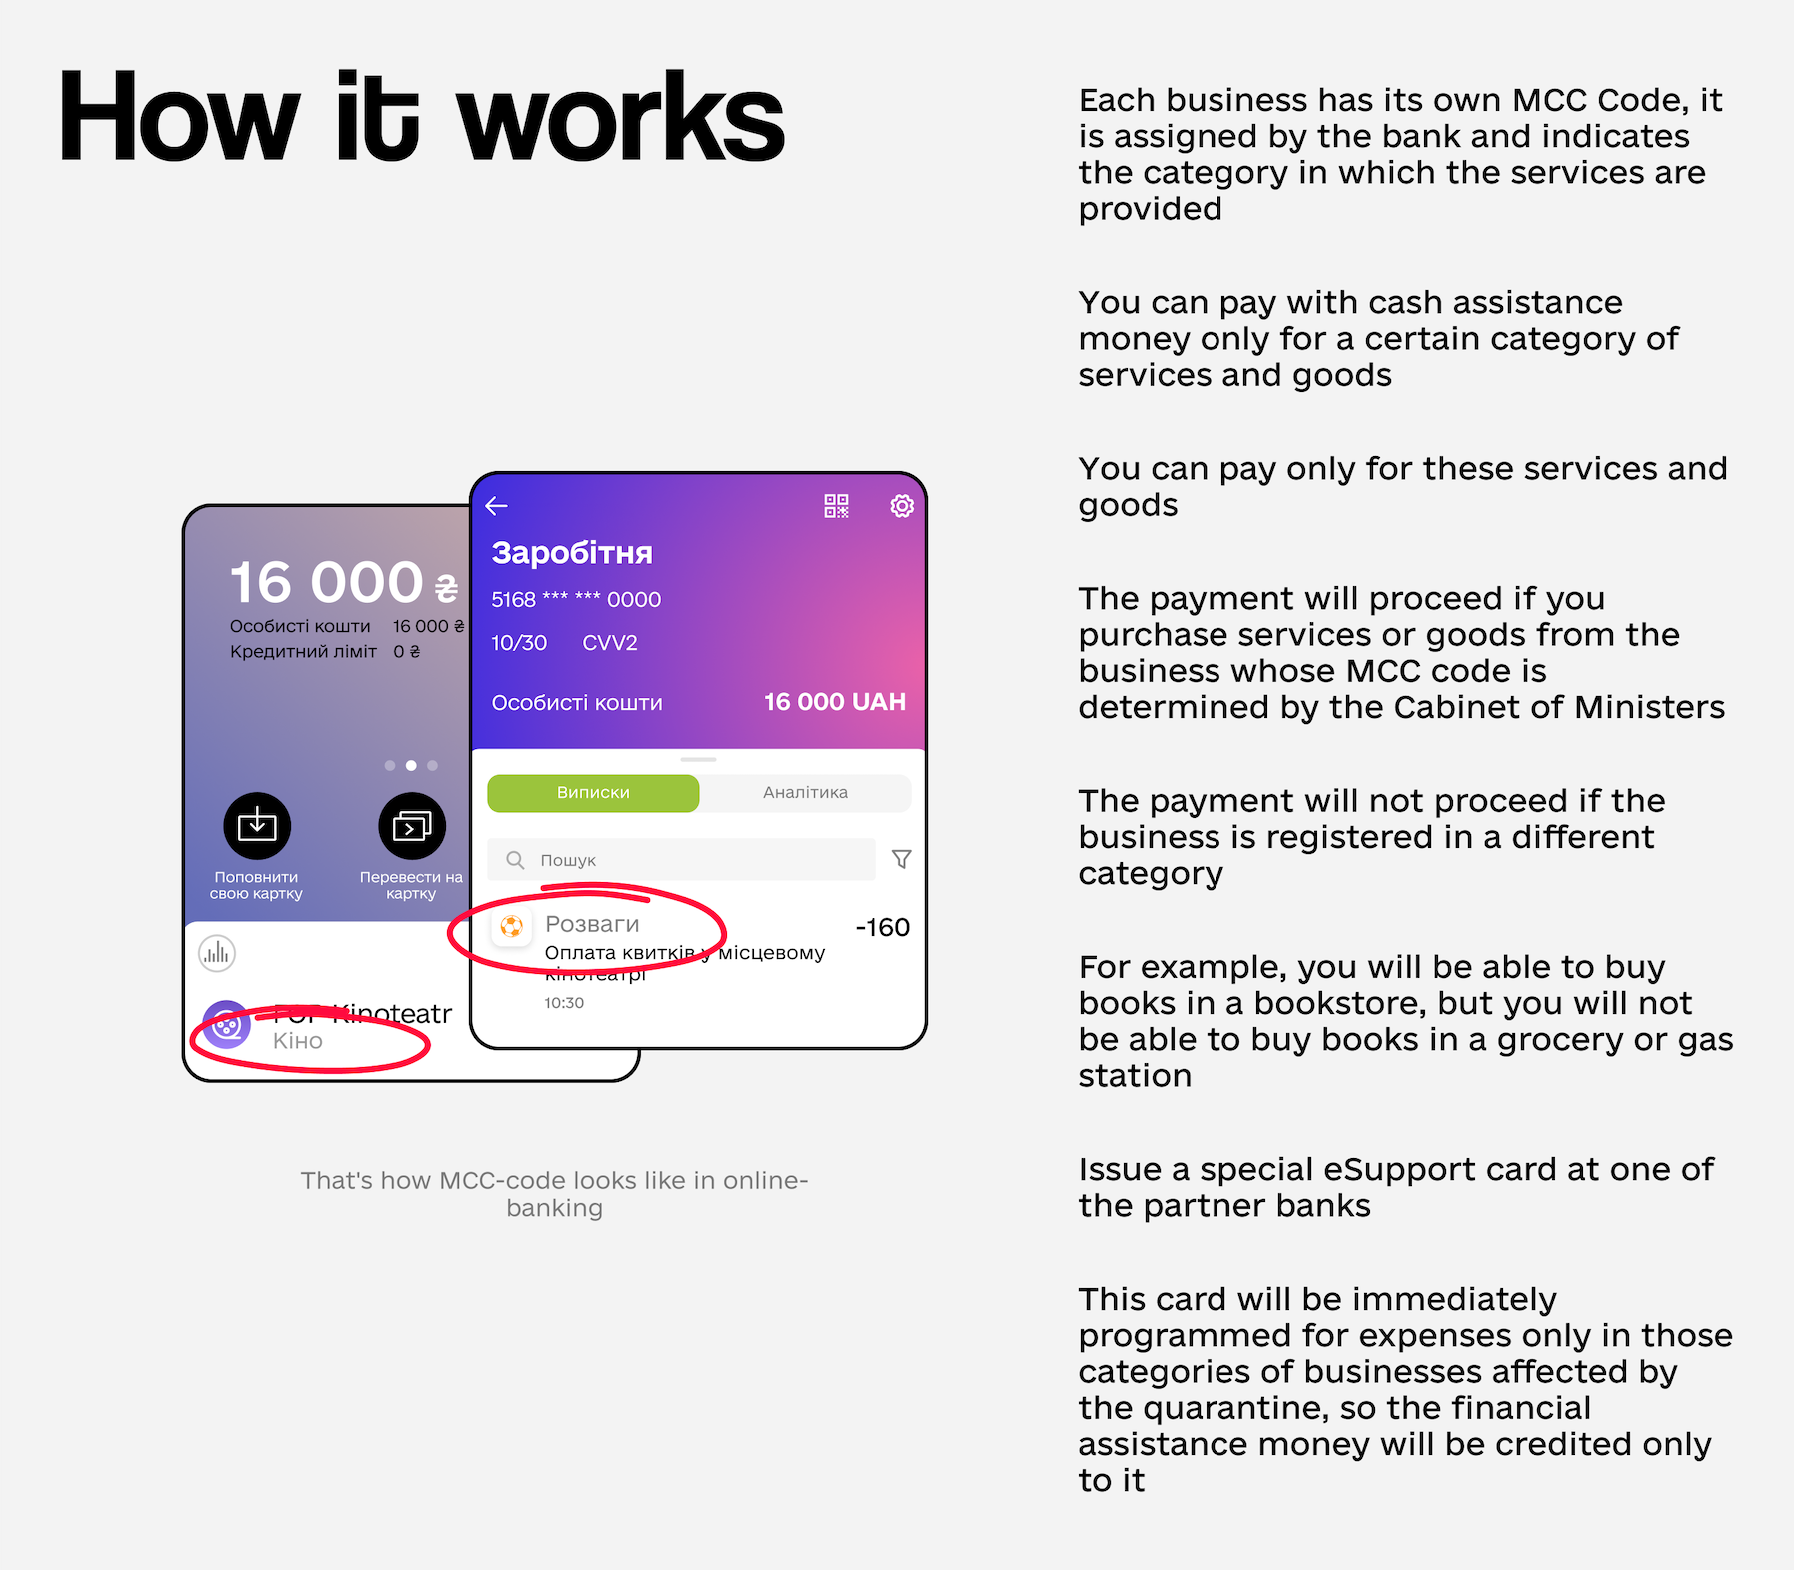 How it works
Each business has its own MCC Code, it
is assigned by the bank and indicates
the category in which the services are
provided
You can pay with cash assistance
money only for a certain category of
services and goods
You can pay only for these services and
goods
The payment will proceed if you
purchase services or goods from the
business whose MCC code is
determined by the Cabinet of Ministers
The payment will not proceed if the
business is registered in a different
category
For example, you will be able to buy
books in a bookstore, but you will not
be able to buy books in a grocery or gas
station
Issue a special eSupport card at one of
the partner banks
This card will be immediately
programmed for expenses only in those
categories of businesses affected by
the quarantine, so the financial
assistance money will be credited only
to it
16 000 ₴
Особисті кошти 16 000 ₴
Кредитний ліміт 0 ₴
Поповнити
свою картку
Перевести на
картку
FOP Kinoteatr
Кіно
Заробітня
5168 *** *** 0000
10/30 CVV2
Особисті кошти 16 000 UAH
Виписки
Аналітика
Пошук
Розваги -160
Оплата квитків у місцевому
кінотеатрі
10:30
That's how MCC-code looks like in online-
banking